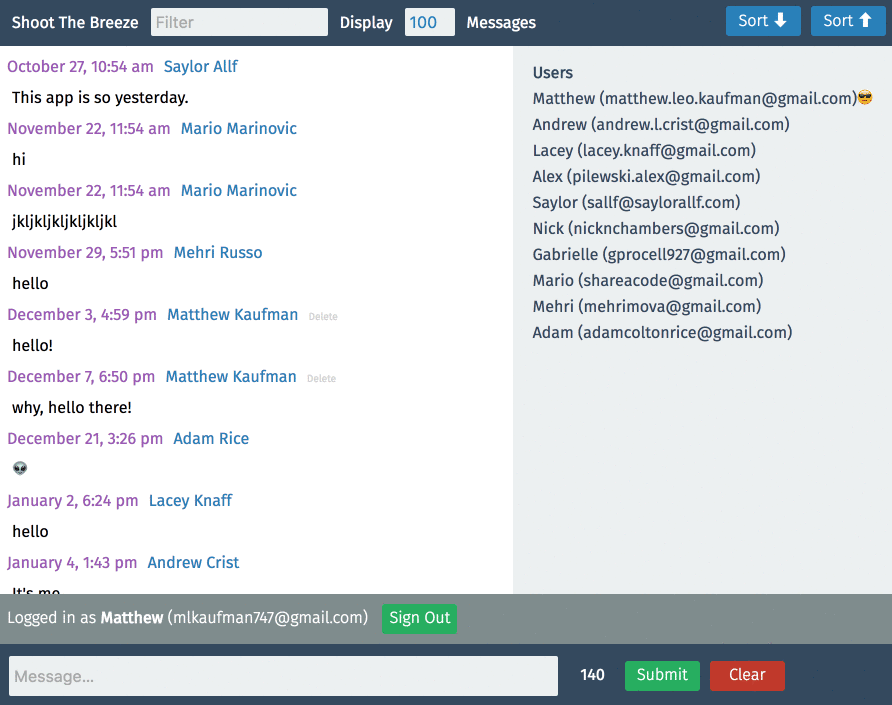 Shoot The Breeze Filter Display 100 Messages Sort ⬇ Sort ⬆
October 27, 10:54 am Saylor Allf
This app is so yesterday.
November 22, 11:54 am Mario Marinovic
hi
November 22, 11:54 am Mario Marinovic
jkljkljkljkljkljkl
November 29, 5:51 pm Mehri Russo
hello
December 3, 4:59 pm Matthew Kaufman Delete
hello!
December 7, 6:50 pm Matthew Kaufman Delete
why, hello there!
December 21, 3:26 pm Adam Rice
👽
January 2, 6:24 pm Lacey Knaff
hello
January 4, 1:43 pm Andrew Crist
It's me
Users
Matthew (matthew.leo.kaufman@gmail.com)😎
Andrew (andrew.l.crist@gmail.com)
Lacey (lacey.knaff@gmail.com)
Alex (pilewski.alex@gmail.com)
Saylor (sallf@saylorallf.com)
Nick (nicknchambers@gmail.com)
Gabrielle (gprocell927@gmail.com)
Mario (shareacode@gmail.com)
Mehri (mehrimova@gmail.com)
Adam (adamcoltonrice@gmail.com)
Logged in as Matthew (mlkaufman747@gmail.com) Sign Out
Message... 140 Submit Clear